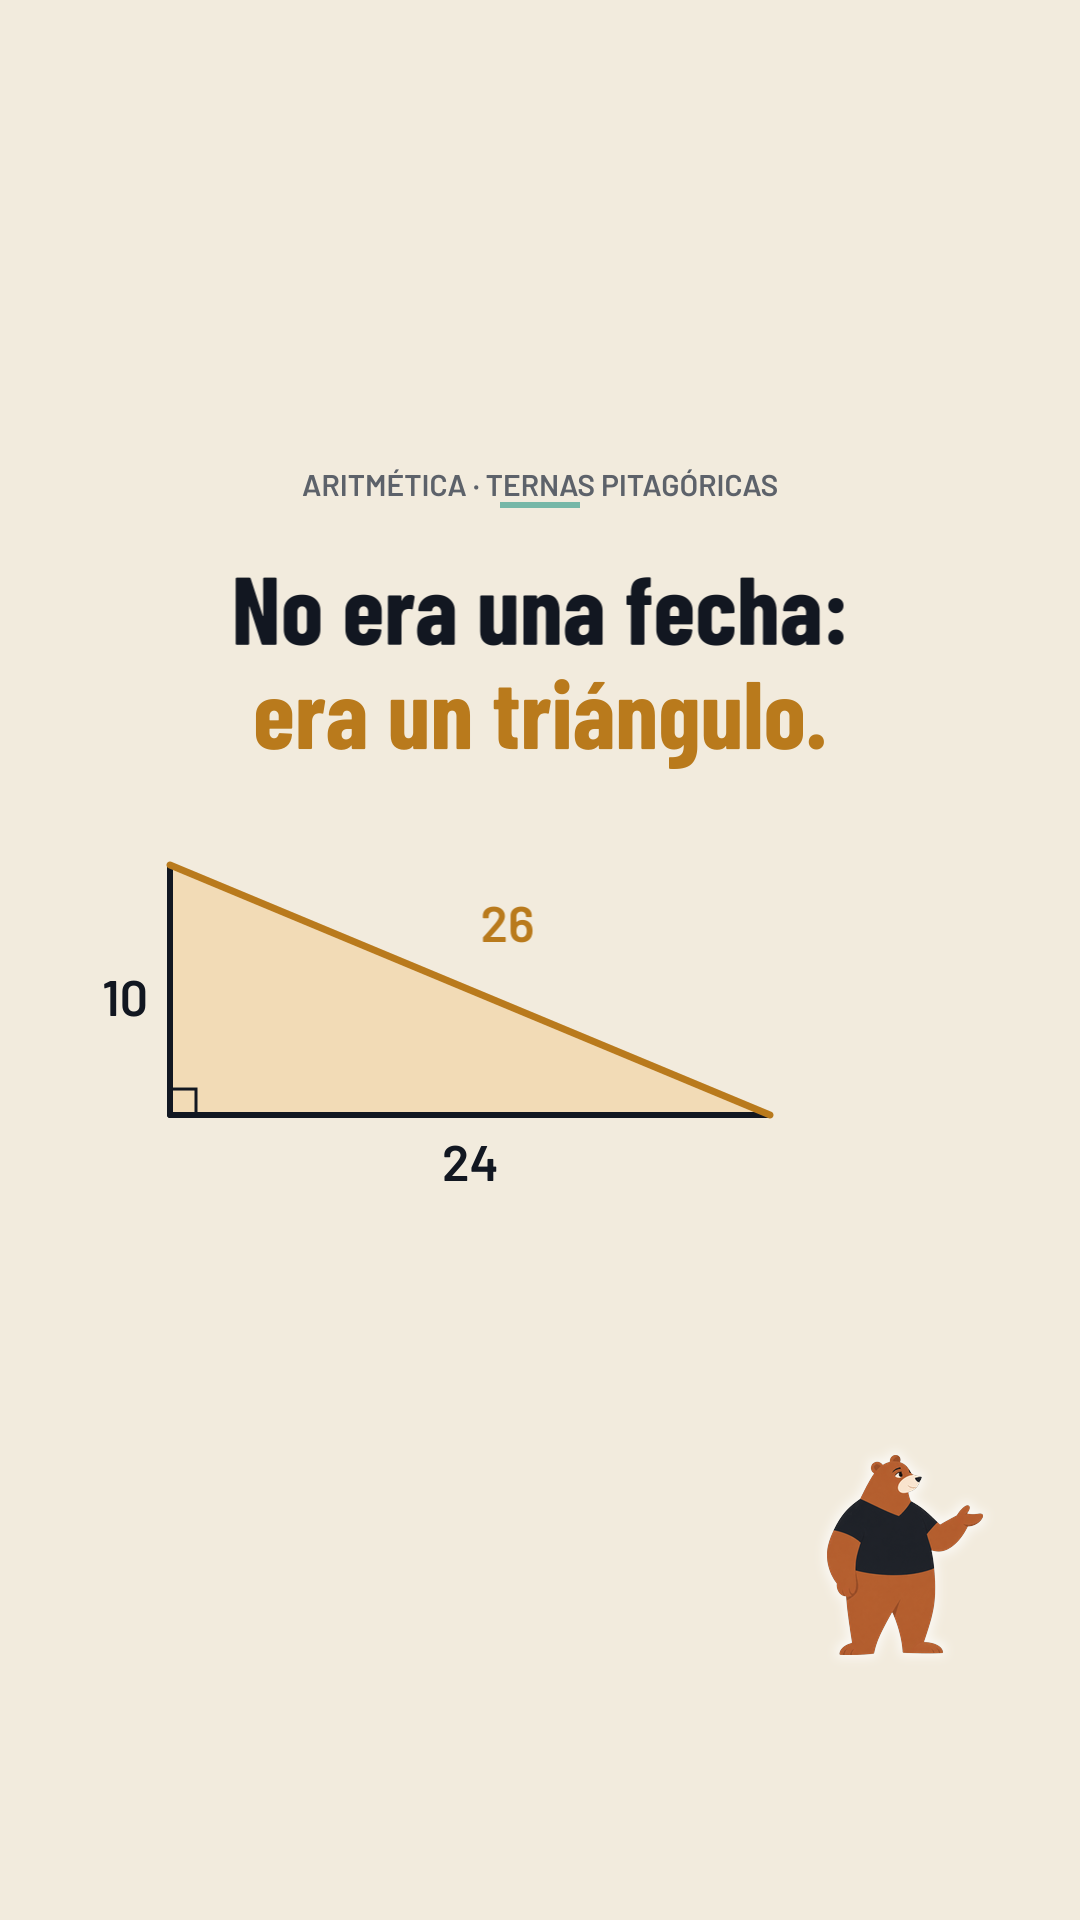 ARITMÉTICA · TERNAS PITAGÓRICAS
No era una fecha:
era un triángulo.
26
10
24